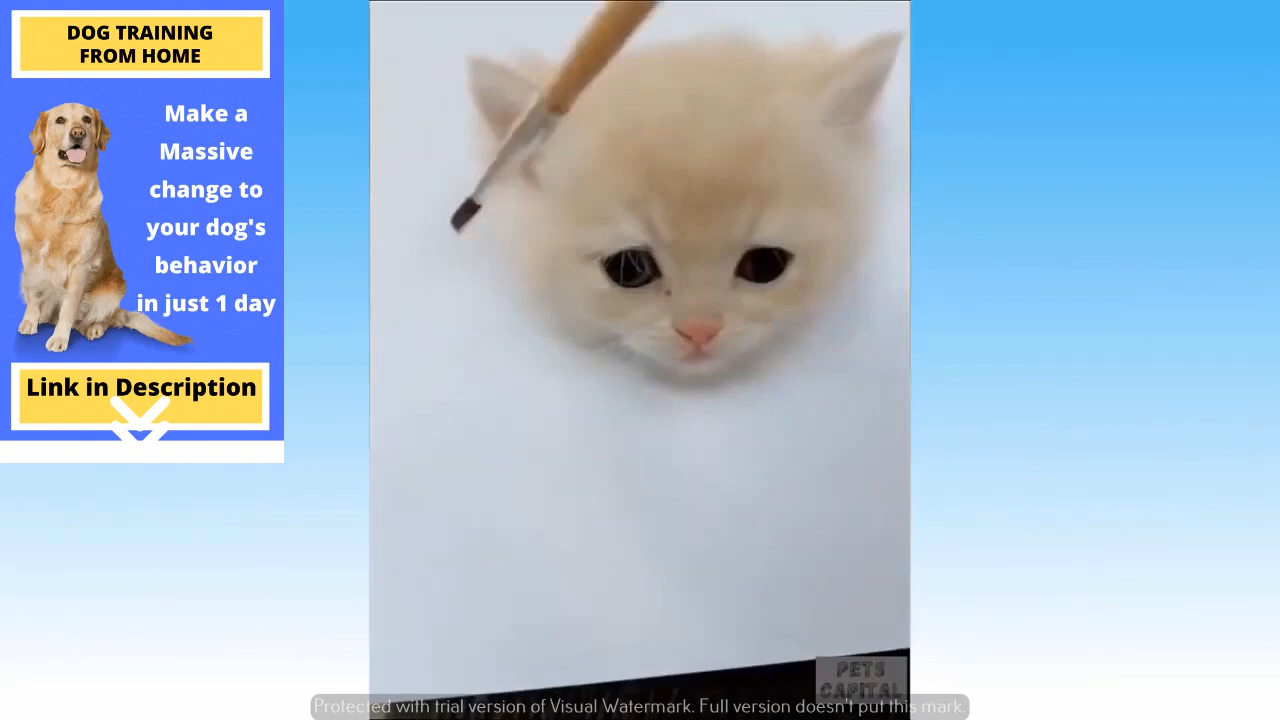 DOG TRAINING
FROM HOME
Make a
Massive
change to
your dog's
behavior
in just 1 day
Link in Description
PETS
CAPITAL
Protected with trial version of Visual Watermark. Full version doesn't put this mark.